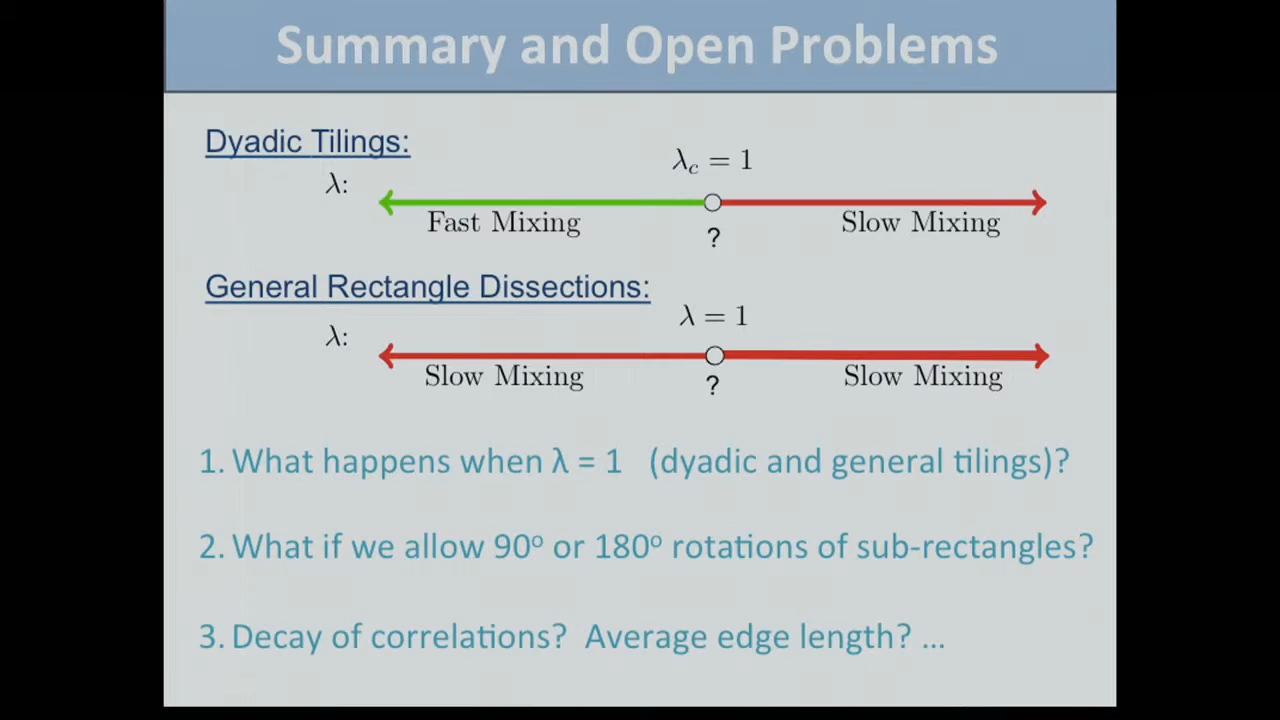 Summary and Open Problems
Dyadic Tilings:
λ_c = 1
λ:
Fast Mixing
Slow Mixing
?
General Rectangle Dissections:
λ = 1
λ:
Slow Mixing
Slow Mixing
?
1. What happens when λ = 1 (dyadic and general tilings)?
2. What if we allow 90º or 180º rotations of sub-rectangles?
3. Decay of correlations? Average edge length? ...